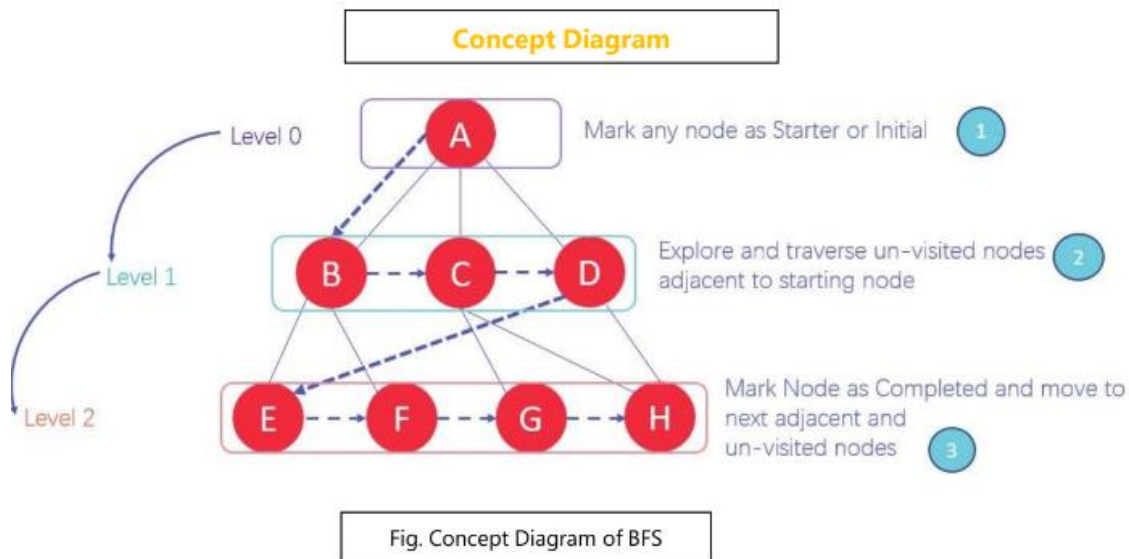 Concept Diagram
Level 0
A
Mark any node as Starter or Initial
1
Level 1
B
C
D
Explore and traverse un-visited nodes
adjacent to starting node
2
Level 2
E
F
G
H
Mark Node as Completed and move to
next adjacent and
un-visited nodes
3
Fig. Concept Diagram of BFS